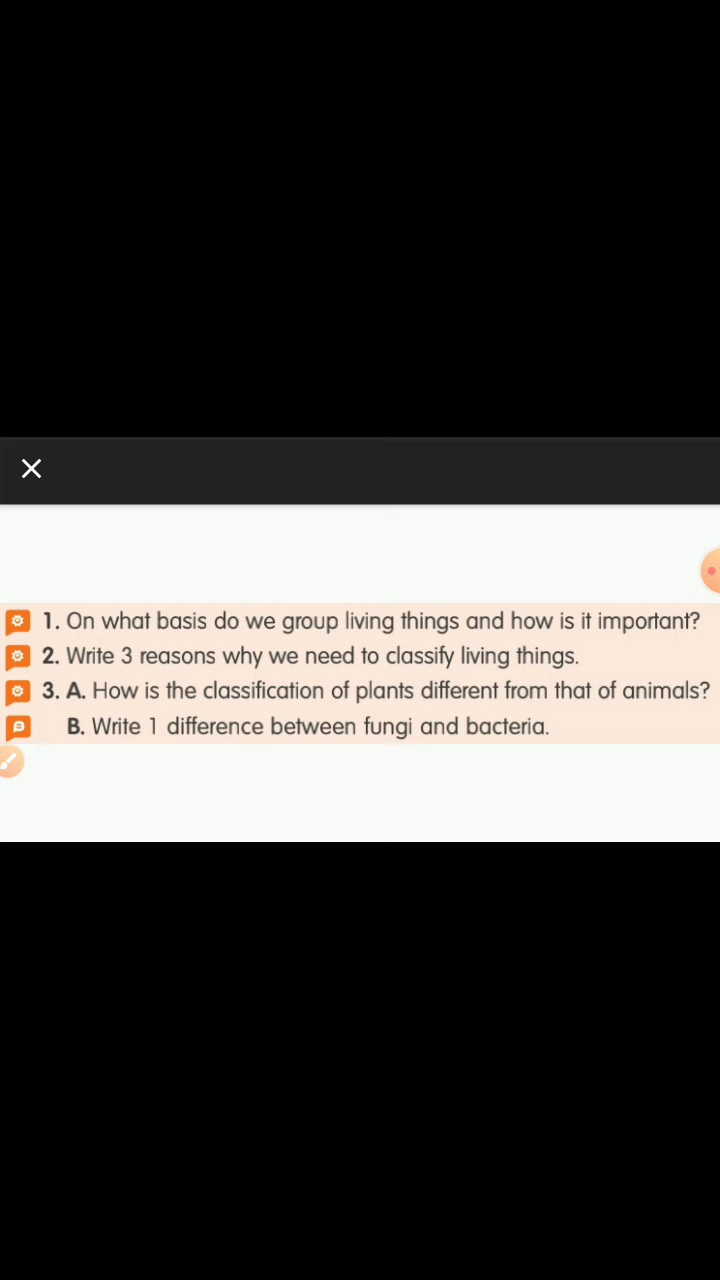 1. On what basis do we group living things and how is it important?
2. Write 3 reasons why we need to classify living things.
3. A. How is the classification of plants different from that of animals?
B. Write 1 difference between fungi and bacteria.